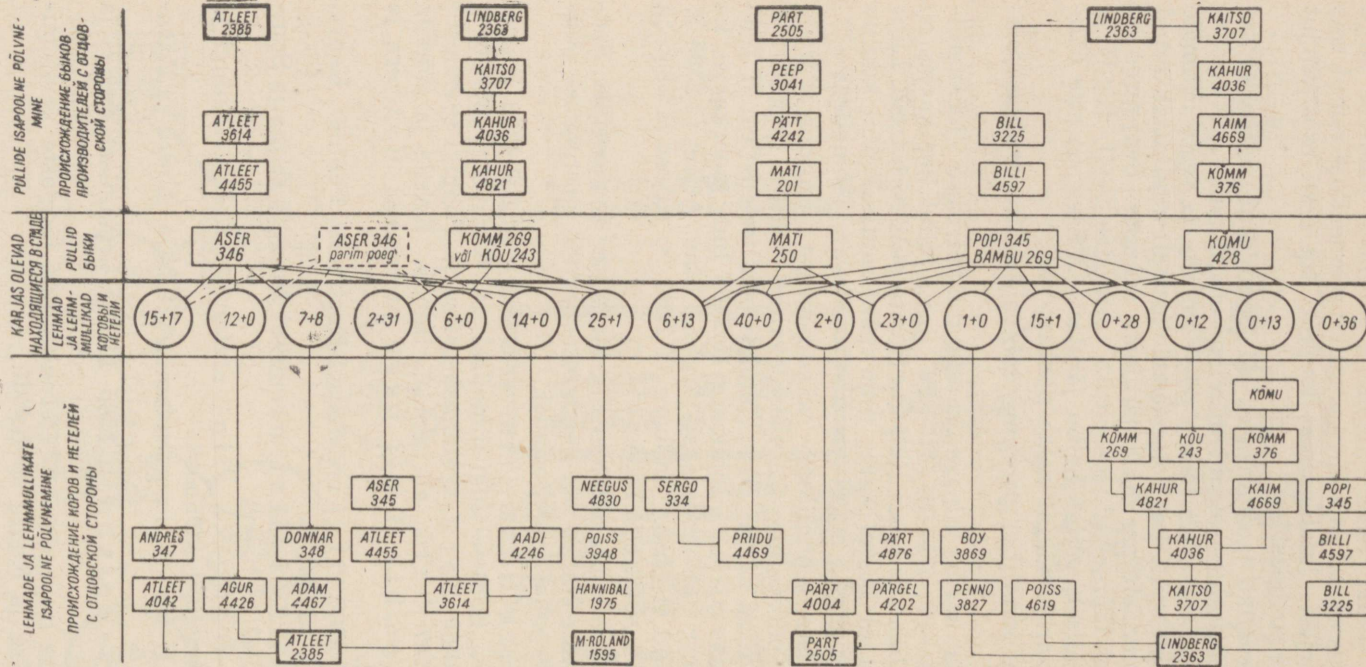 PULLIDE ISAPOOLNE PÕLVNE-
MINE
ПРОИСХОЖДЕНИЕ БЫКОВ-
ПРОИЗВОДИТЕЛЕЙ С ОТЦОВ-
СКОЙ СТОРОНЫ
ATLEET
2385
LINDBERG
2363
PÄRT
2505
LINDBERG
2363
KAITSO
3707
KAITSO
3707
PEEP
3041
KAHUR
4036
ATLEET
3614
KAHUR
4036
PÄTT
4242
BILL
3225
KAIM
4669
ATLEET
4455
KAHUR
4821
MATI
201
BILLI
4597
KÕMM
376
KARJAS OLEVAD
НАХОДЯЩИЕСЯ В СТАДЕ
PULLID
БЫКИ
ASER
346
ASER 346
parim poeg
KÕMM 269
või KÕU 243
MATI
250
POPI 345
BAMBU 269
KÕMU
428
LEHMAD
JA LEHM-
MULLIKAD
КОРОВЫ И
НЕТЕЛИ
15+17
12+0
7+8
2+31
6+0
14+0
25+1
6+13
40+0
2+0
23+0
1+0
15+1
0+28
0+12
0+13
0+36
LEHMADE JA LEHMMULLIKATE
ISAPOOLNE PÕLVNEMINE
ПРОИСХОЖДЕНИЕ КОРОВ И НЕТЕЛЕЙ
С ОТЦОВСКОЙ СТОРОНЫ
KÕMU
KÕMM
269
KÕU
243
KÕMM
376
ASER
345
NEEGUS
4830
SERGO
334
KAHUR
4821
KAIM
4669
POPI
345
ANDRES
347
DONNAR
348
ATLEET
4455
AADI
4246
POISS
3948
PRIIDU
4469
PÄRT
4876
BOY
3869
KAHUR
4036
BILLI
4597
ATLEET
4042
AGUR
4426
ADAM
4467
ATLEET
3614
HANNIBAL
1975
PÄRT
4004
PÄRGEL
4202
PENNO
3827
POISS
4619
KAITSO
3707
BILL
3225
ATLEET
2385
M-ROLAND
1595
PÄRT
2505
LINDBERG
2363